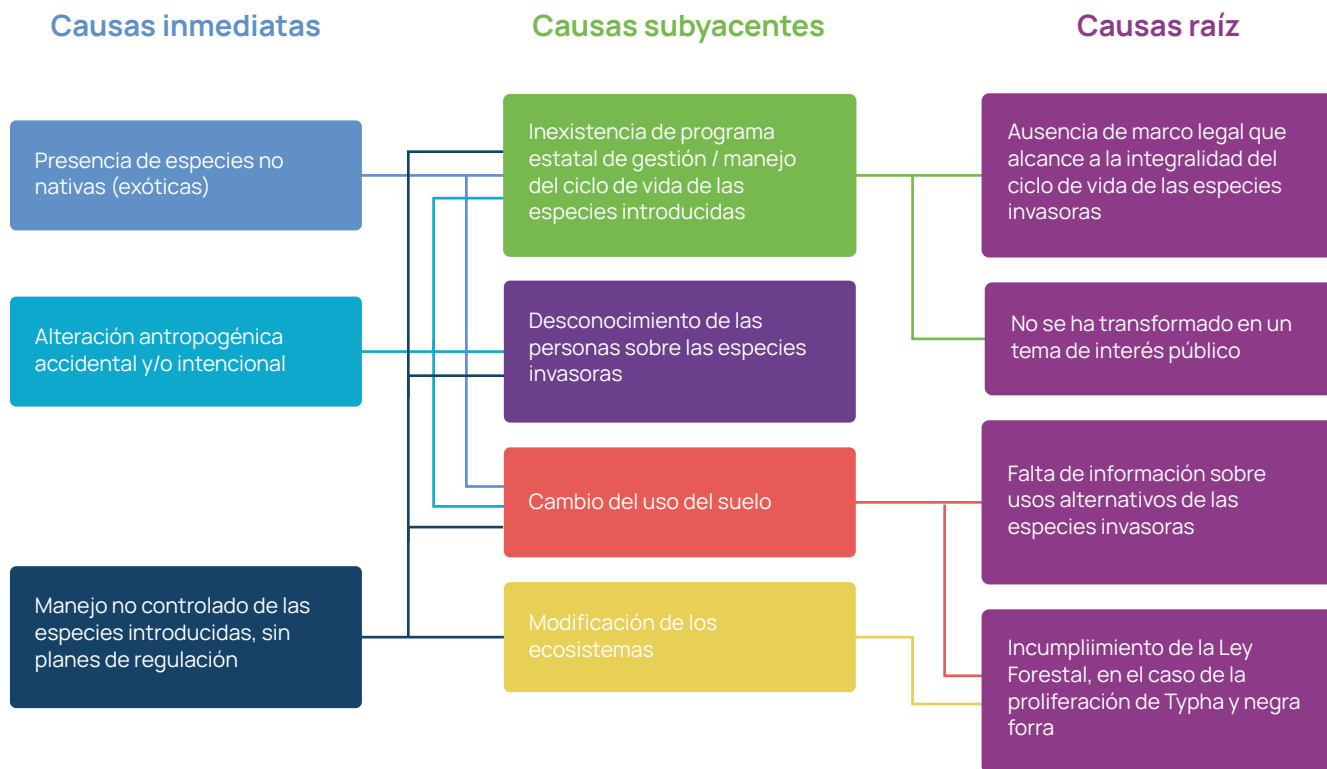 Causas inmediatas
Causas subyacentes
Causas raíz
Presencia de especies no
nativas (exóticas)
Alteración antropogénica
accidental y/o intencional
Manejo no controlado de las
especies introducidas, sin
planes de regulación
Inexistencia de programa
estatal de gestión / manejo
del ciclo de vida de las
especies introducidas
Desconocimiento de las
personas sobre las especies
invasoras
Cambio del uso del suelo
Modificación de los
ecosistemas
Ausencia de marco legal que
alcance a la integralidad del
ciclo de vida de las especies
invasoras
No se ha transformado en un
tema de interés público
Falta de información sobre
usos alternativos de las
especies invasoras
Incumpliimiento de la Ley
Forestal, en el caso de la
proliferación de Typha y negra
forra